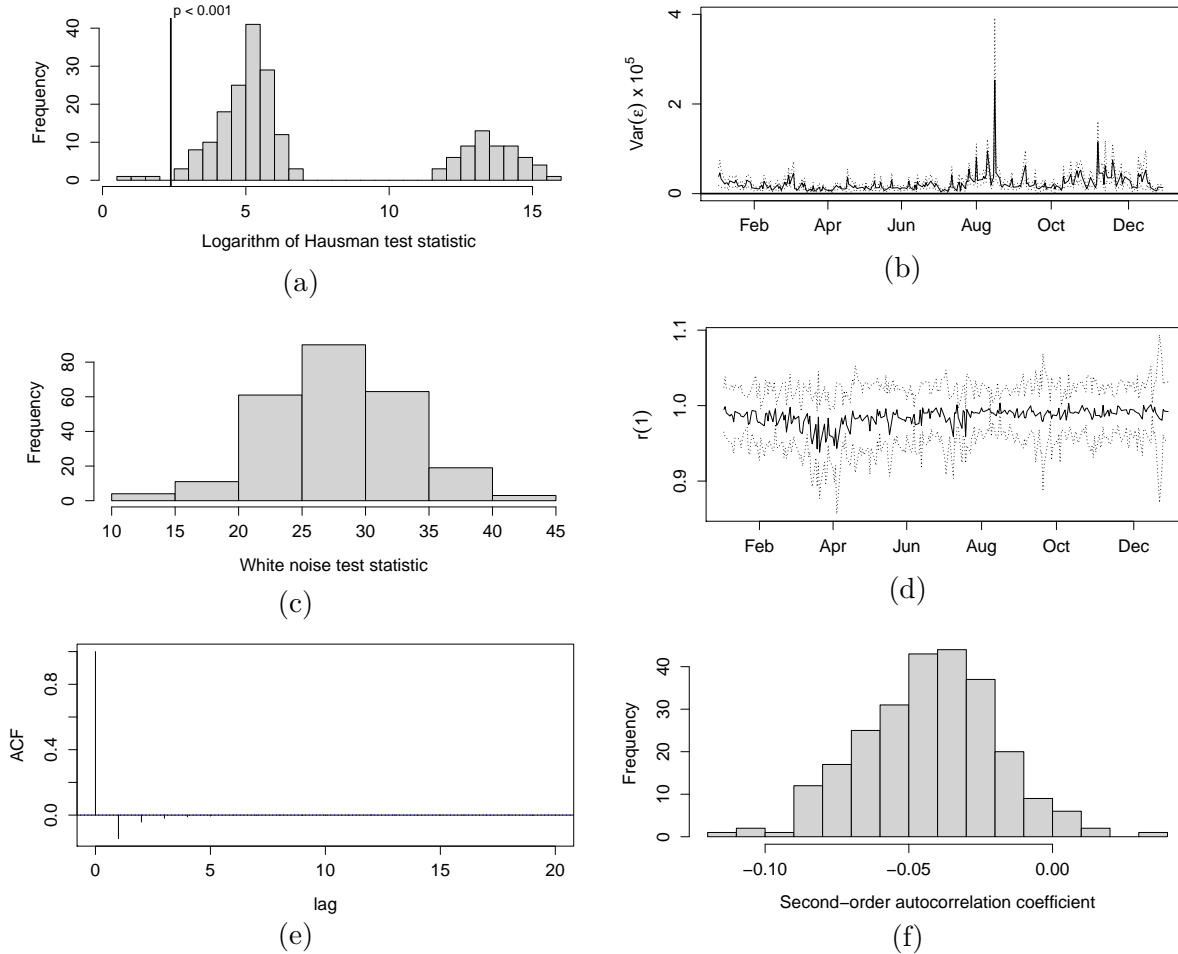 p < 0.001
Frequency
0 10 20 30 40
0 5 10 15
Logarithm of Hausman test statistic
(a)
Var(ε) x 10⁵
0 2 4
Feb Apr Jun Aug Oct Dec
(b)
Frequency
0 20 40 60 80
10 15 20 25 30 35 40 45
White noise test statistic
(c)
r(1)
0.9 1.0 1.1
Feb Apr Jun Aug Oct Dec
(d)
ACF
0.0 0.4 0.8
0 5 10 15 20
lag
(e)
Frequency
0 10 20 30 40
−0.10 −0.05 0.00
Second−order autocorrelation coefficient
(f)